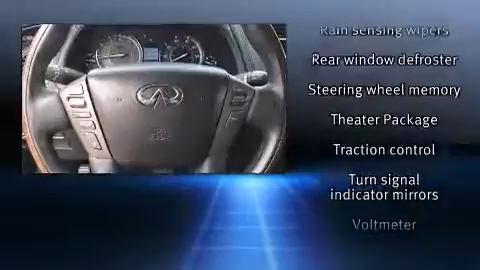 Rain sensing wipers
Rear window defroster
Steering wheel memory
Theater Package
Traction control
Turn signal
indicator mirrors
Voltmeter